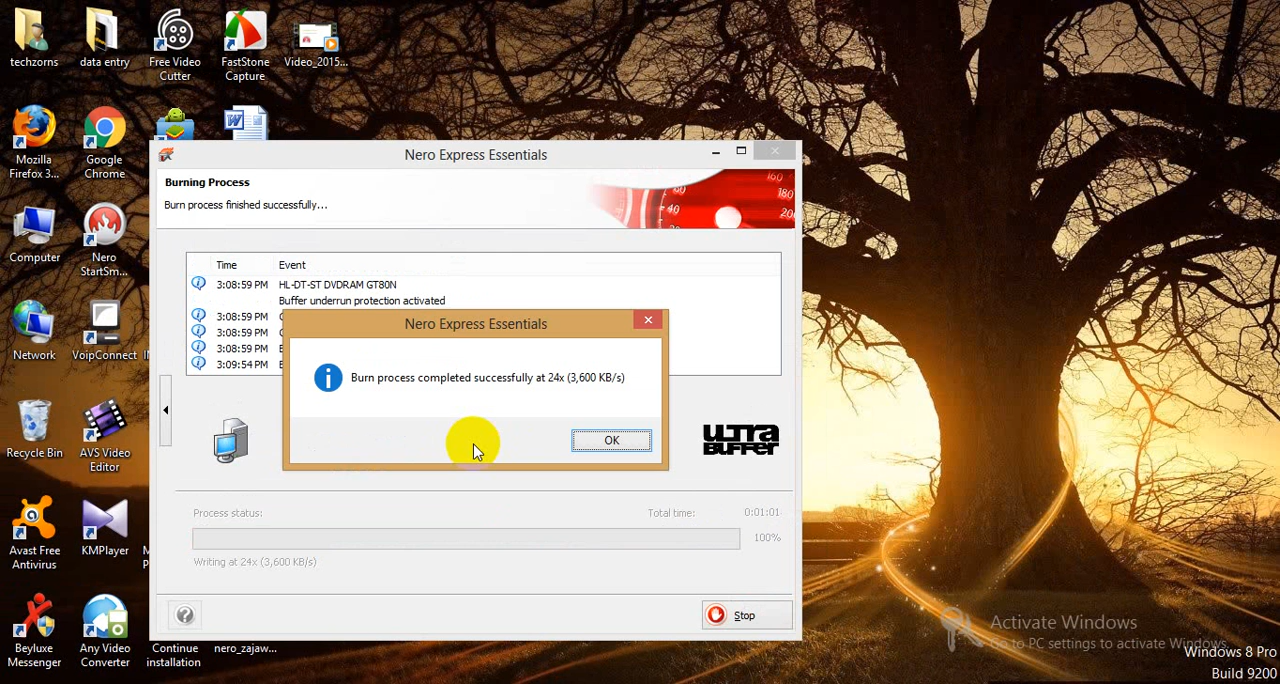 techzorns
data entry
Free Video
Cutter
FastStone
Capture
Video_2015...
Mozilla
Firefox 3...
Google
Chrome
Computer
Nero
StartSm...
Network
VoipConnect
Recycle Bin
AVS Video
Editor
Avast Free
Antivirus
KMPlayer
Beyluxe
Messenger
Any Video
Converter
Continue
installation
nero_zajaw...
Nero Express Essentials
Burning Process
Burn process finished successfully...
160
180
200
60
40
Time Event
3:08:59 PM HL-DT-ST DVDRAM GT80N
Buffer underrun protection activated
3:08:59 PM
3:08:59 PM
3:08:59 PM
3:09:54 PM
Nero Express Essentials
Burn process completed successfully at 24x (3,600 KB/s)
OK
ULTRA
BUFFER
Process status: Total time: 0:01:01
100%
Writing at 24x (3,600 KB/s)
Stop
Activate Windows
Go to PC settings to activate Windows.
Windows 8 Pro
Build 9200